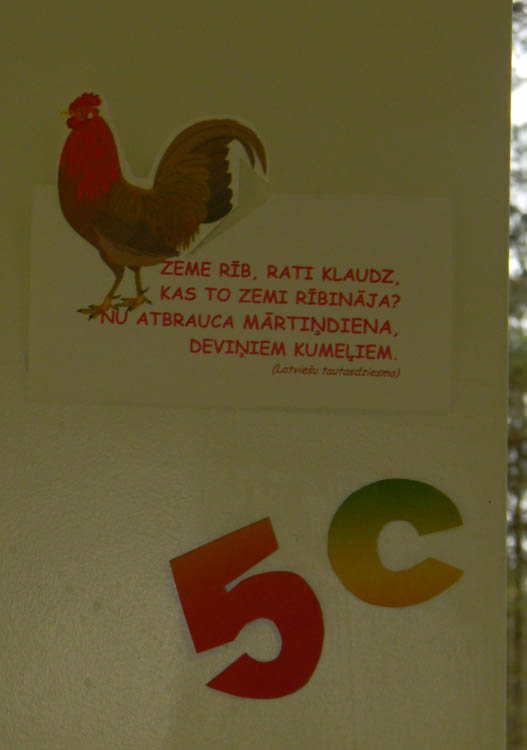 ZEME RĪB, RATI KLAUDZ,
KAS TO ZEMI RĪBINĀJA?
NU ATBRAUCA MĀRTIŅDIENA,
DEVIŅIEM KUMEĻIEM.
(Latviešu tautasdziesma)
5C